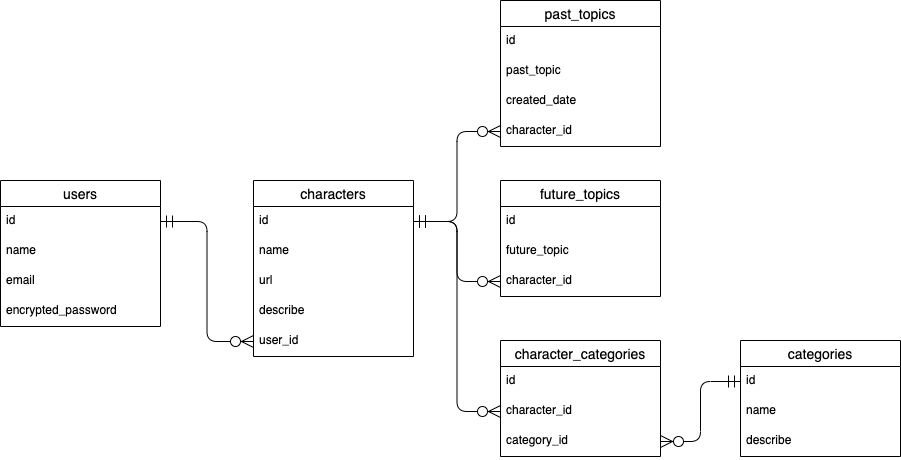 past_topics
id
past_topic
created_date
character_id
users
id
name
email
encrypted_password
characters
id
name
url
describe
user_id
future_topics
id
future_topic
character_id
character_categories
id
character_id
category_id
categories
id
name
describe